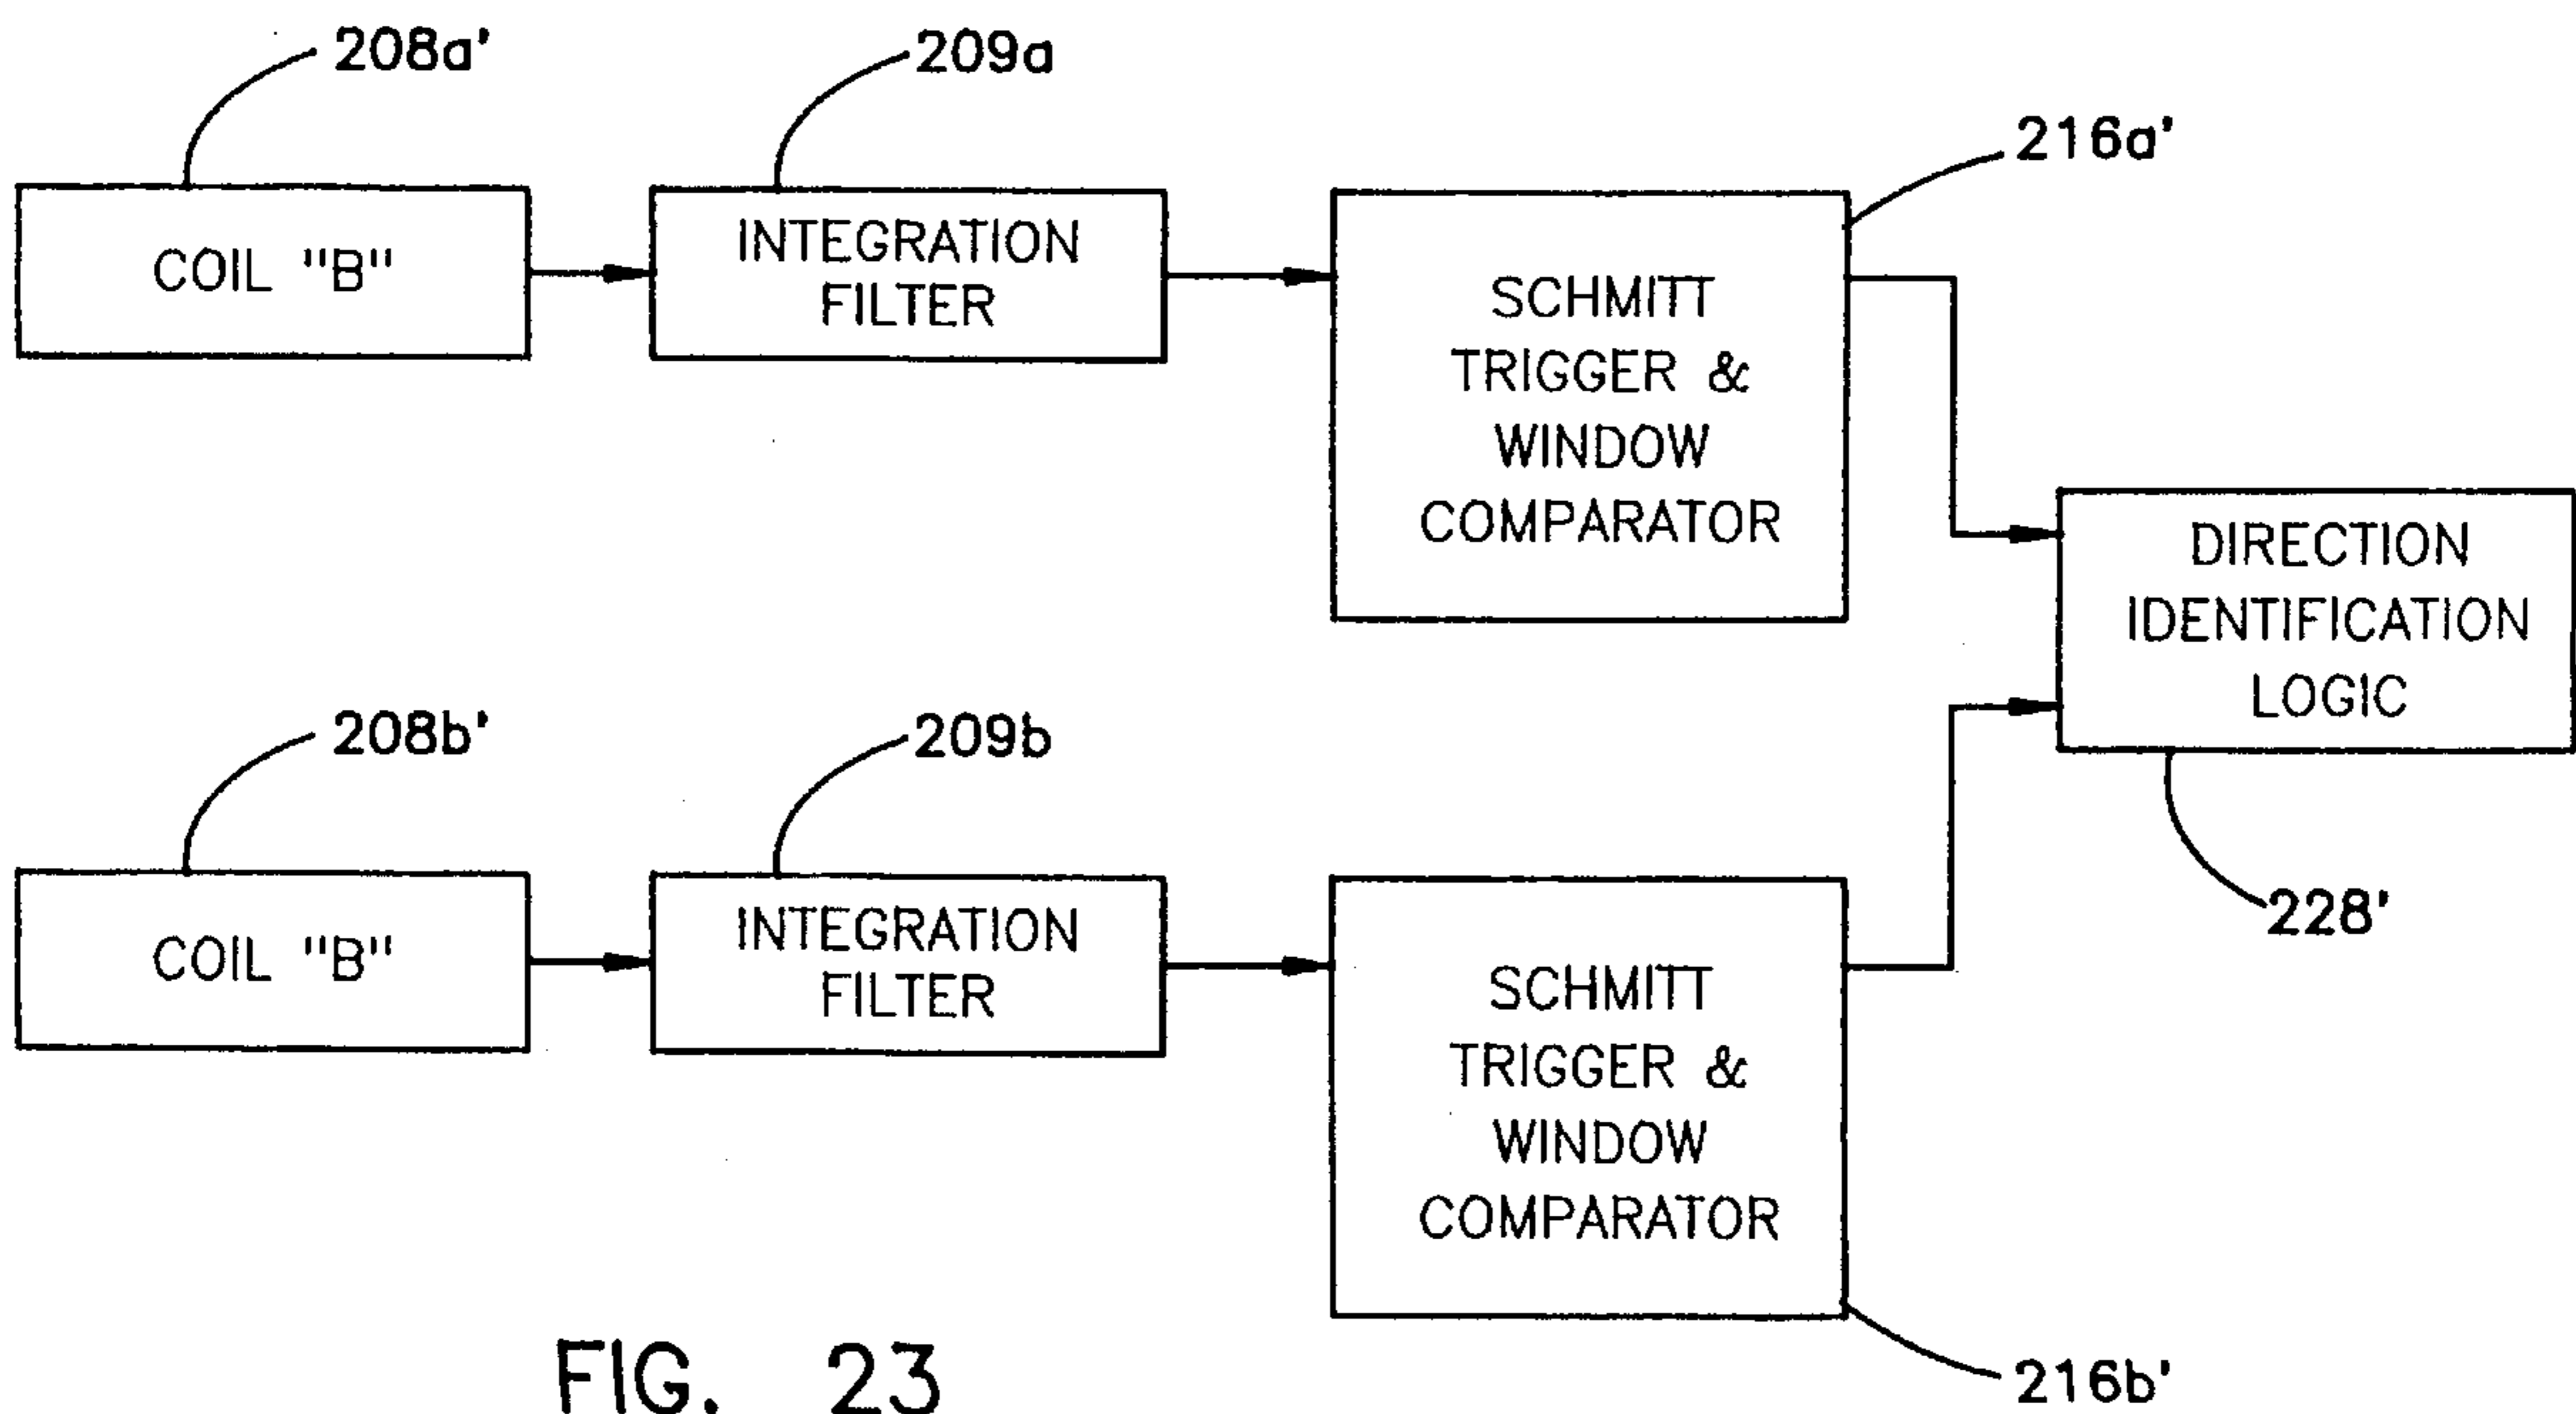 208a'
209a
216a'
COIL "B"
INTEGRATION
FILTER
SCHMITT
TRIGGER &
WINDOW
COMPARATOR
DIRECTION
IDENTIFICATION
LOGIC
228'
208b'
209b
COIL "B"
INTEGRATION
FILTER
SCHMITT
TRIGGER &
WINDOW
COMPARATOR
216b'
FIG. 23